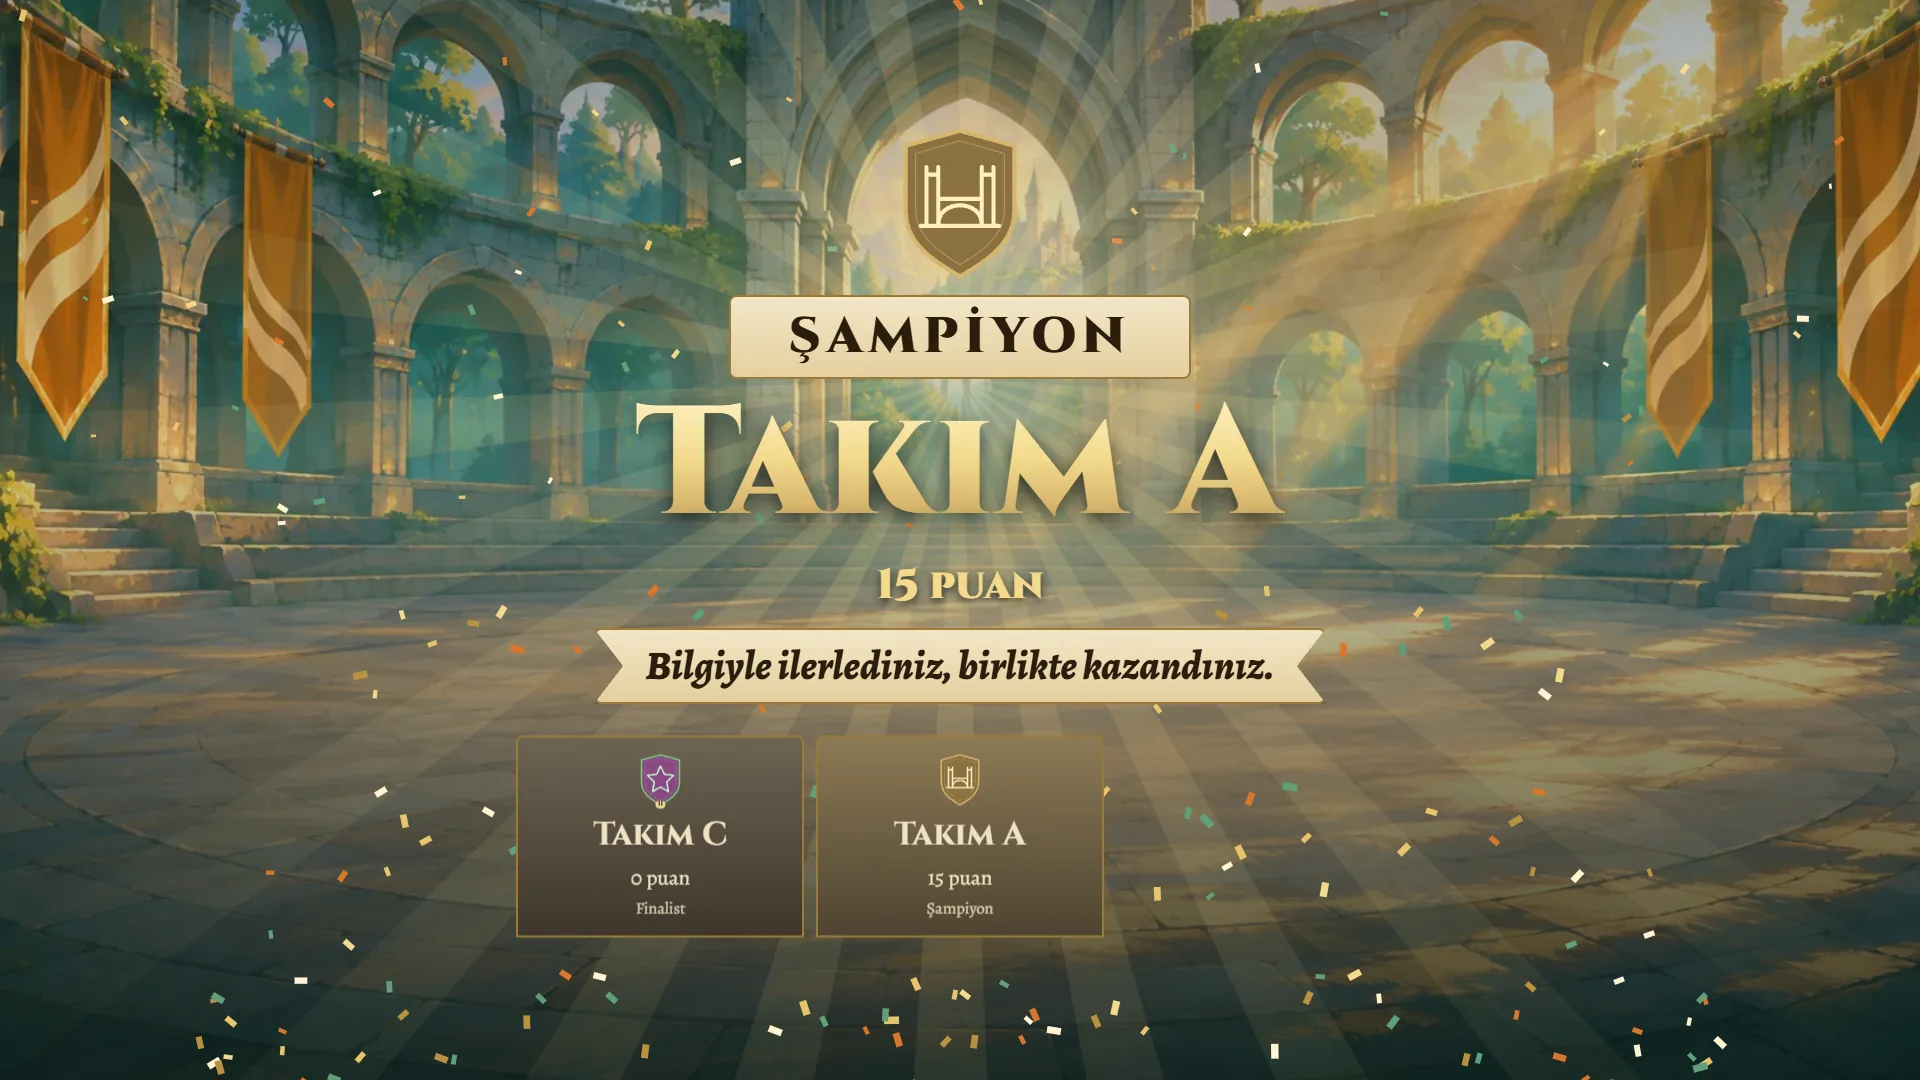 ŞAMPİYON
TAKIM A
15 PUAN
Bilgiyle ilerlediniz, birlikte kazandınız.
TAKIM C
0 puan
Finalist
TAKIM A
15 puan
Şampiyon